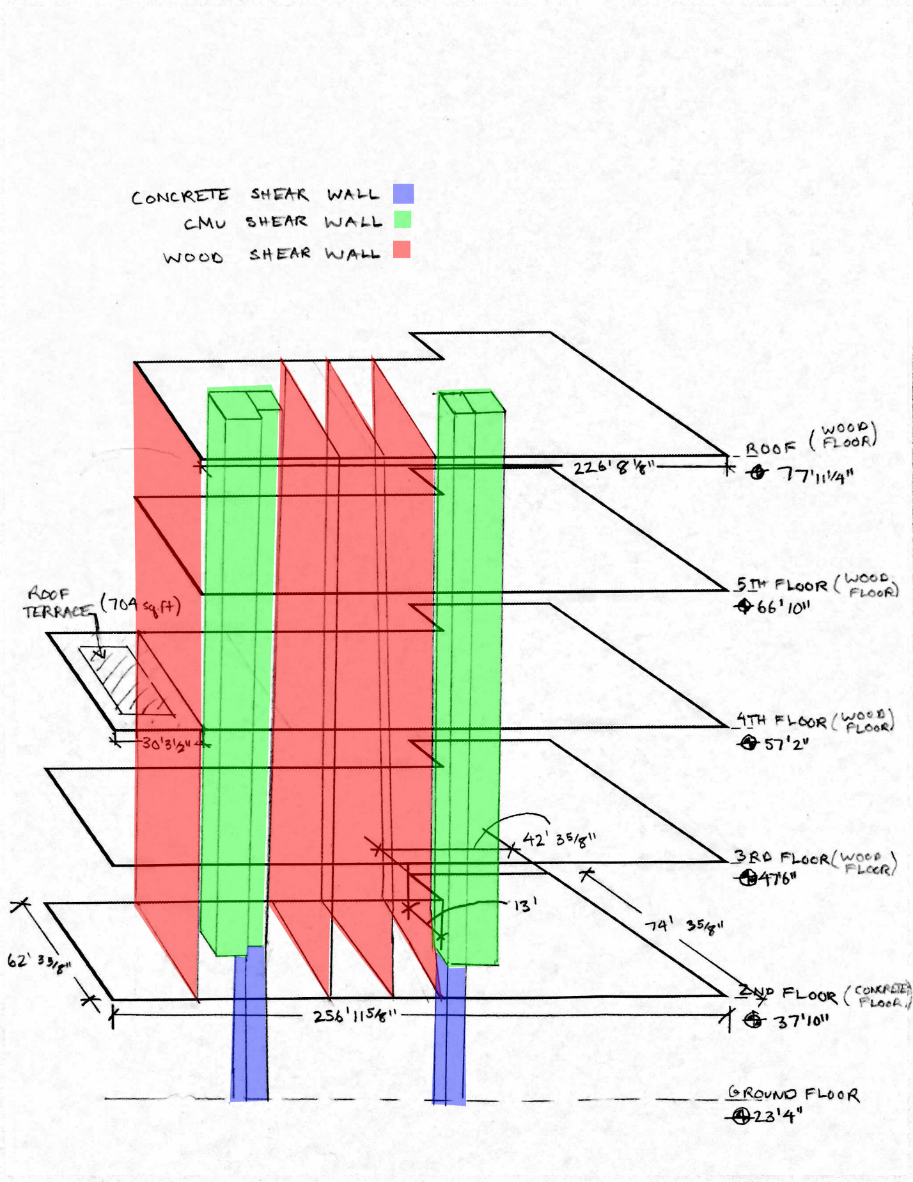 CONCRETE SHEAR WALL
CMU SHEAR WALL
WOOD SHEAR WALL
ROOF (WOOD FLOOR)
226' 8 1/8"
77' 11 1/4"
5TH FLOOR (WOOD FLOOR)
66' 10"
ROOF
TERRACE (704 sq.ft)
4TH FLOOR (WOOD FLOOR)
30' 3 1/2"
57' 2"
42' 3 5/8"
3RD FLOOR (WOOD FLOOR)
47'6"
13'
74' 3 5/8"
62' 3 3/8"
2ND FLOOR (CONCRETE FLOOR)
256' 11 5/8"
37'10"
GROUND FLOOR
23'4"